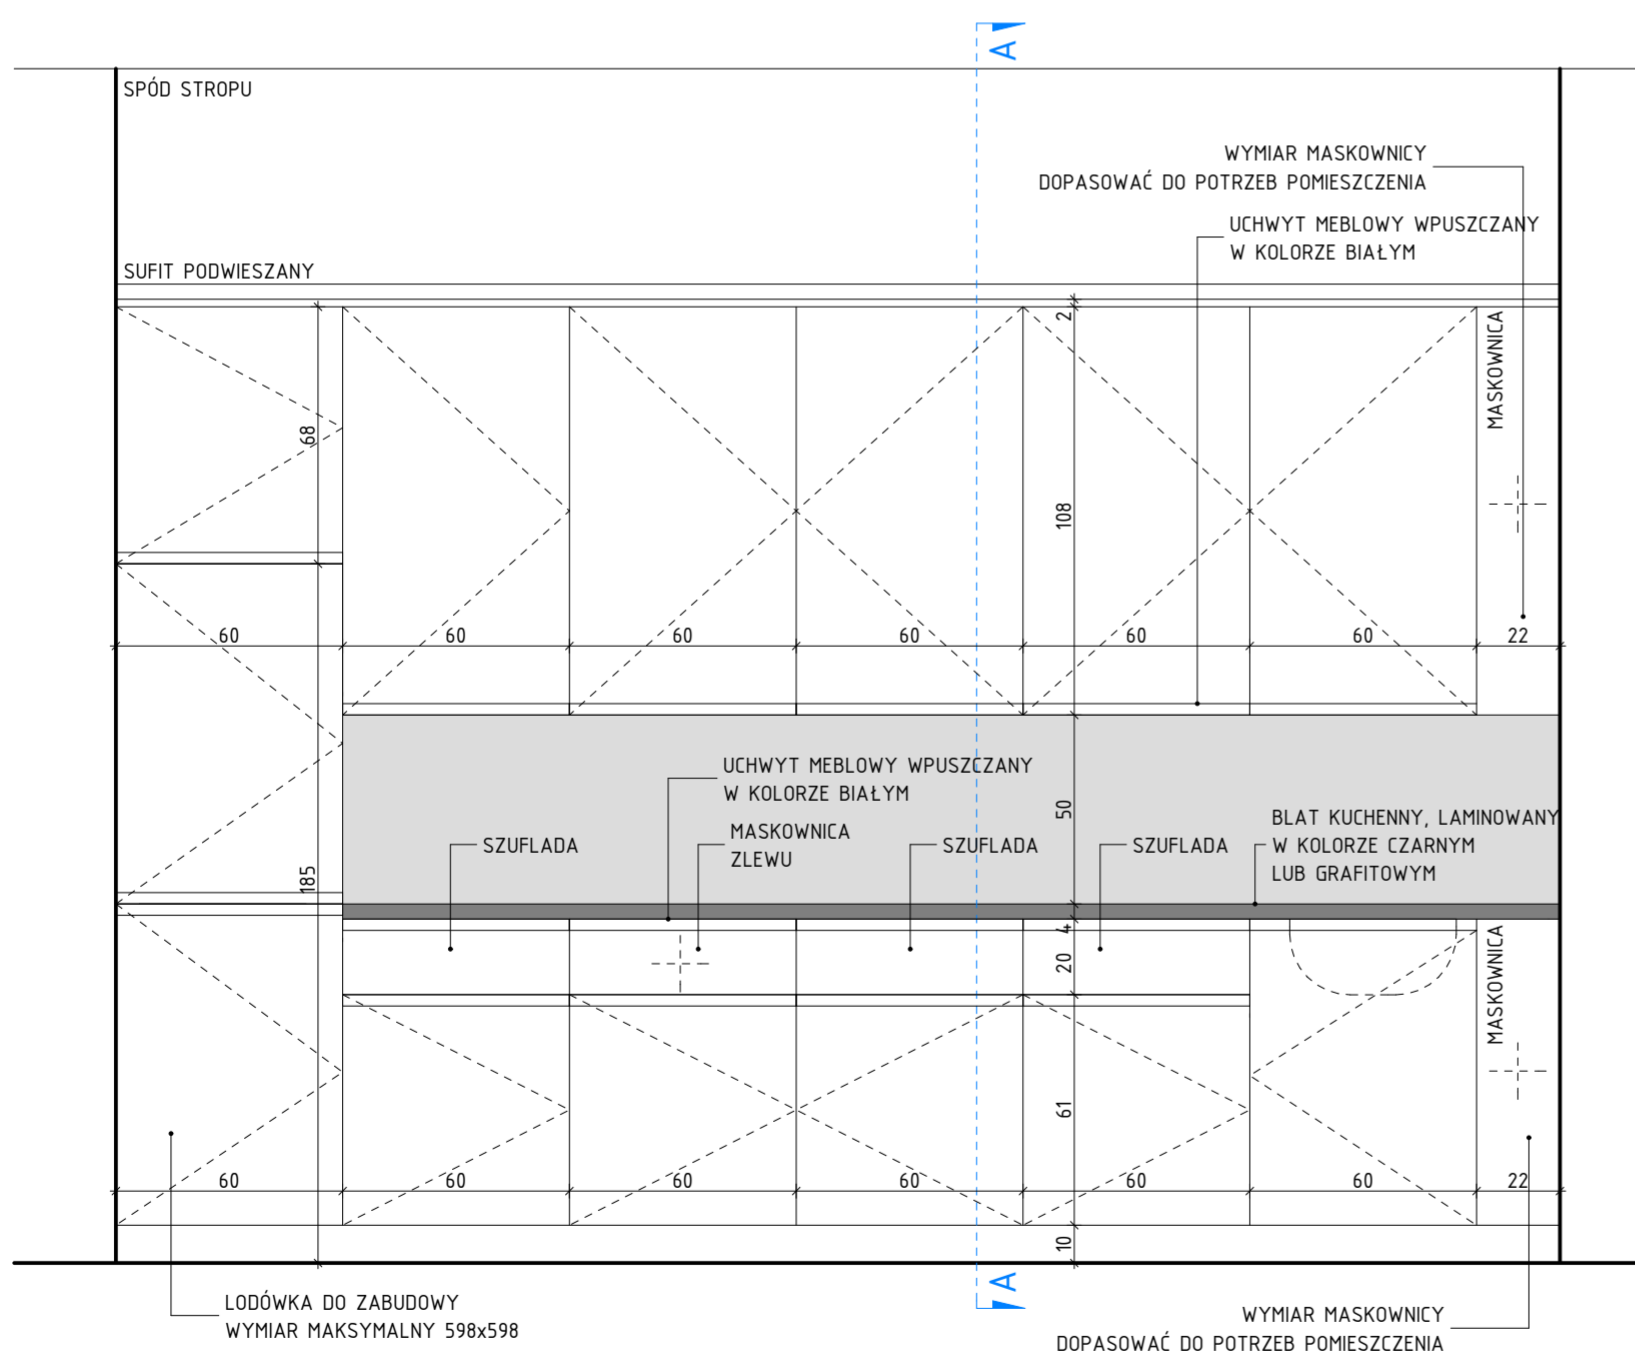 A
SPÓD STROPU
WYMIAR MASKOWNICY
DOPASOWAĆ DO POTRZEB POMIESZCZENIA
UCHWYT MEBLOWY WPUSZCZANY
W KOLORZE BIAŁYM
SUFIT PODWIESZANY
2
MASKOWNICA
68
108
60
60
60
60
60
60
22
UCHWYT MEBLOWY WPUSZCZANY
W KOLORZE BIAŁYM
50
BLAT KUCHENNY, LAMINOWANY
W KOLORZE CZARNYM
LUB GRAFITOWYM
SZUFLADA
MASKOWNICA
ZLEWU
SZUFLADA
SZUFLADA
185
4
20
MASKOWNICA
61
60
60
60
60
60
60
22
10
A
LODÓWKA DO ZABUDOWY
WYMIAR MAKSYMALNY 598x598
WYMIAR MASKOWNICY
DOPASOWAĆ DO POTRZEB POMIESZCZENIA